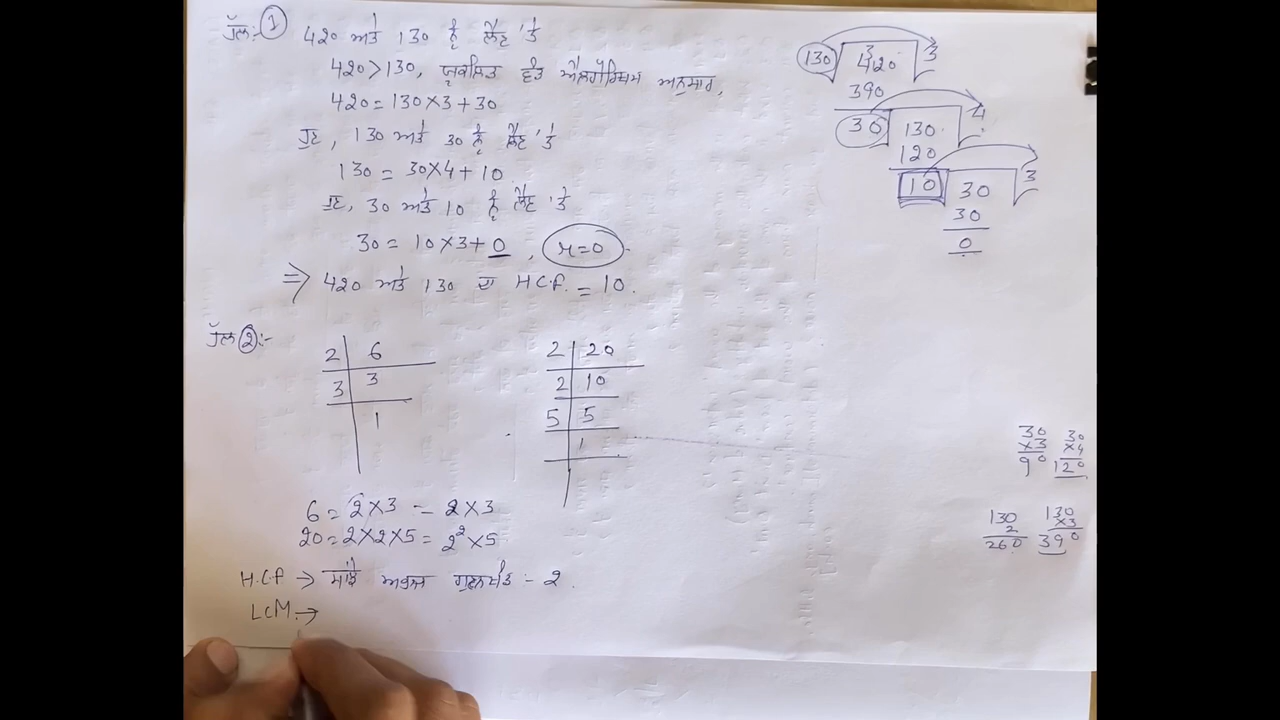 ਹੱਲ:- ① 420 ਅਤੇ 130 ਨੂੰ ਲੈਣ 'ਤੇ
420>130, ਯੂਕਲਿਡ ਵੰਡ ਐਲਗੋਰਿਥਮ ਅਨੁਸਾਰ,
420=130×3+30
ਹੁਣ, 130 ਅਤੇ 30 ਨੂੰ ਲੈਣ 'ਤੇ
130=30×4+10
ਹੁਣ, 30 ਅਤੇ 10 ਨੂੰ ਲੈਣ 'ਤੇ
30=10×3+0, r=0
⇒ 420 ਅਤੇ 130 ਦਾ H.C.F.=10.
130 420 3
390
30 130 4
120
10 30 3
30
0
ਹੱਲ ②:-
2 6
3 3
1
2 20
2 10
5 5
1
6=2×3=2×3
20=2×2×5=2²×5
H.C.F → ਸਾਂਝੇ ਅਭਾਜ ਗੁਣਨਖੰਡ - 2.
LCM. →
30 ×3 90
30 ×4 120
130 2 260
130 ×3 390